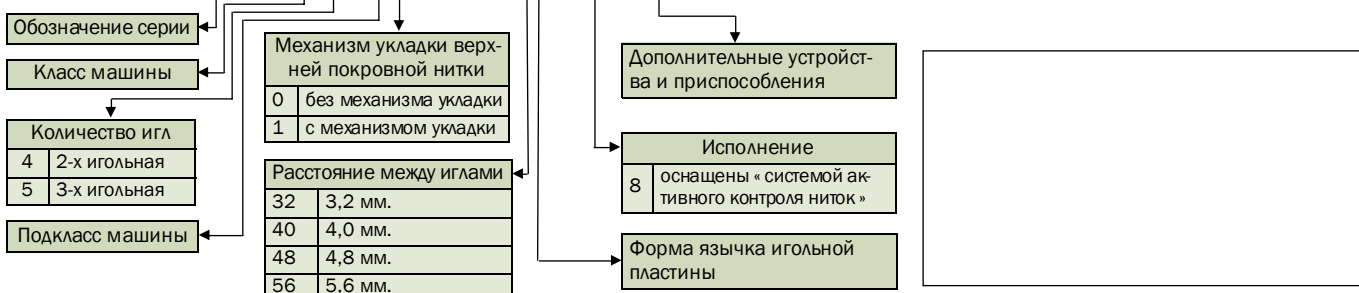 Обозначение серии
Класс машины
Количество игл
4 2-х игольная
5 3-х игольная
Подкласс машины
Механизм укладки верх-
ней покровной нитки
0 без механизма укладки
1 с механизмом укладки
Расстояние между иглами
32 3,2 мм.
40 4,0 мм.
48 4,8 мм.
56 5,6 мм.
Дополнительные устройст-
ва и приспособления
Исполнение
8 оснащены « системой ак-
тивного контроля ниток »
Форма язычка игольной
пластины